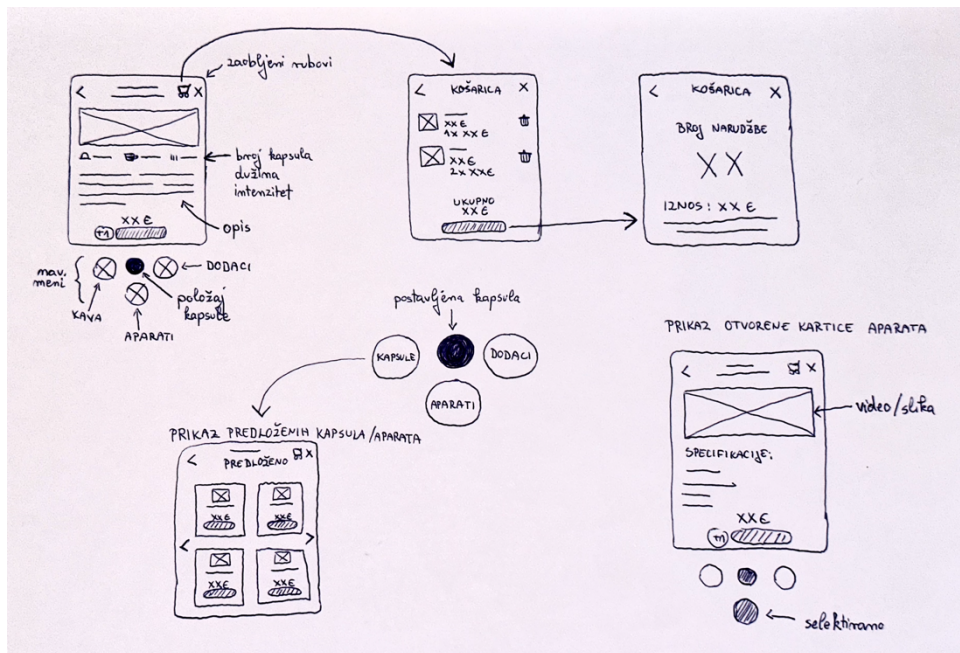 zaobljeni rubovi
< X
broj kapsula
dužina
intenzitet
opis
XX €
+1
nav.
meni
KAVA
DODACI
položaj
kapsule
APARATI
< KOŠARICA X
XX €
1x XX €
XX €
2x XX €
UKUPNO
XX €
< KOŠARICA X
BROJ NARUDŽBE
XX
IZNOS: XX €
postavljena kapsula
KAPSULE
DODACI
APARATI
PRIKAZ PREDLOŽENIH KAPSULA/APARATA
< X
PREDLOŽENO
XX €
XX €
< >
XX €
XX €
PRIKAZ OTVORENE KARTICE APARATA
< X
video/slika
SPECIFIKACIJE:
XX €
selektirano